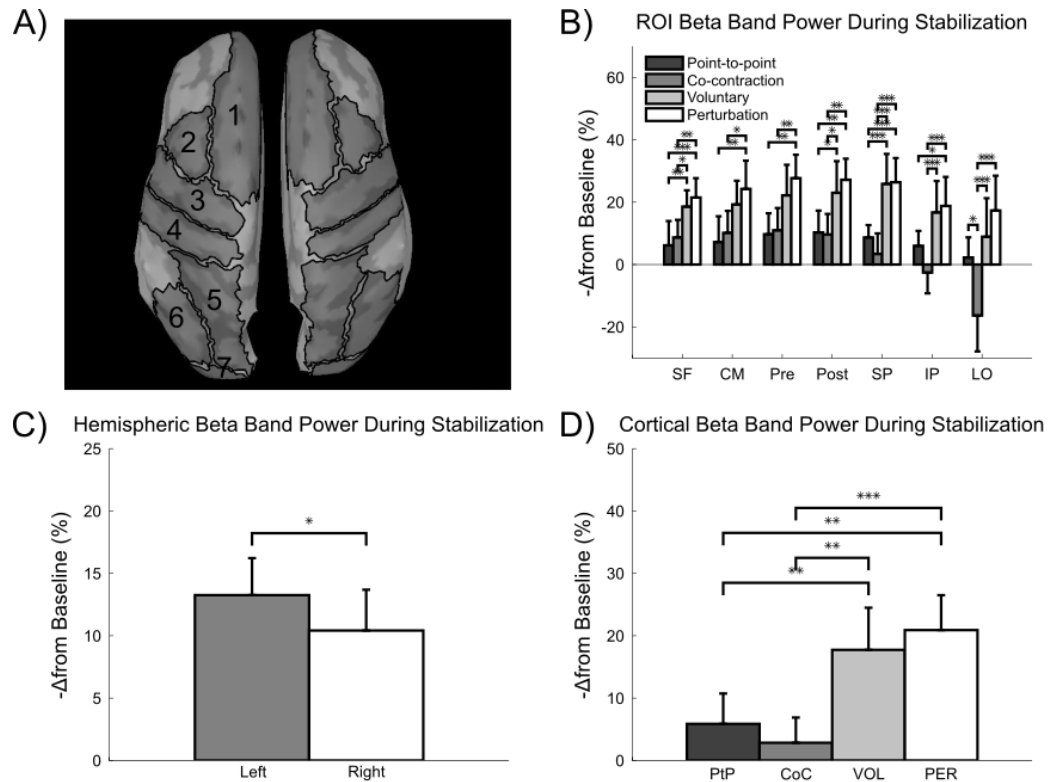 A)
1
2
3
4
5
6
7
B)
ROI Beta Band Power During Stabilization
-Δfrom Baseline (%)
60
40
20
0
-20
Point-to-point
Co-contraction
Voluntary
Perturbation
** *** * **
** *
** **
* ** * **
*** *** *** ***
*** * ***
* *** ***
SF CM Pre Post SP IP LO
C)
Hemispheric Beta Band Power During Stabilization
-Δfrom Baseline (%)
25
20
15
10
5
0
*
Left Right
D)
Cortical Beta Band Power During Stabilization
-Δfrom Baseline (%)
50
40
30
20
10
0
***
**
**
**
PtP CoC VOL PER